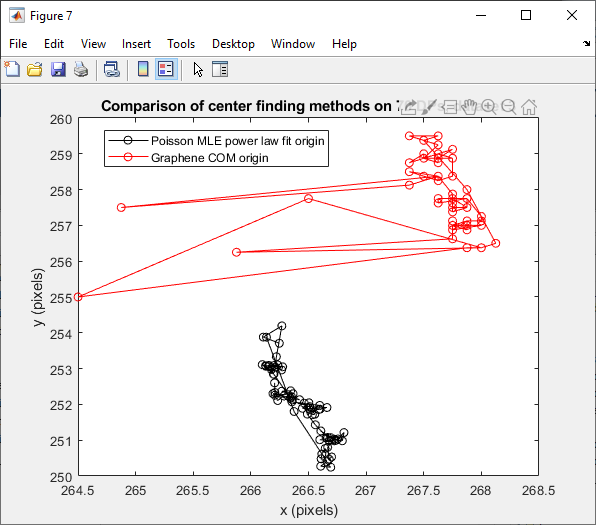 Figure 7
File Edit View Insert Tools Desktop Window Help
Comparison of center finding methods on
Poisson MLE power law fit origin
Graphene COM origin
260
259
258
257
256
255
254
253
252
251
250
y (pixels)
264.5 265 265.5 266 266.5 267 267.5 268 268.5
x (pixels)